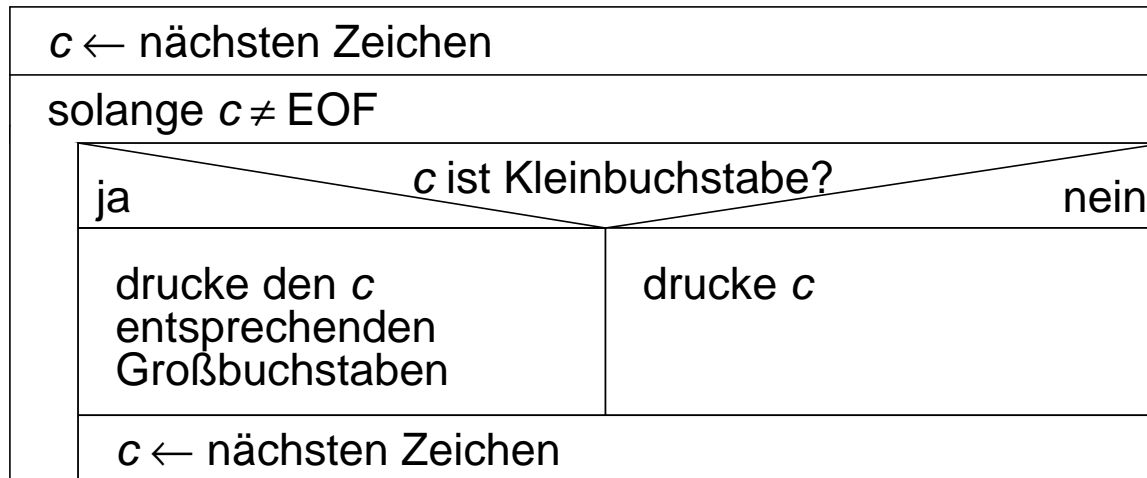 c ← nächsten Zeichen
solange c ≠ EOF
c ist Kleinbuchstabe?
ja
nein
drucke den c
entsprechenden
Großbuchstaben
drucke c
c ← nächsten Zeichen